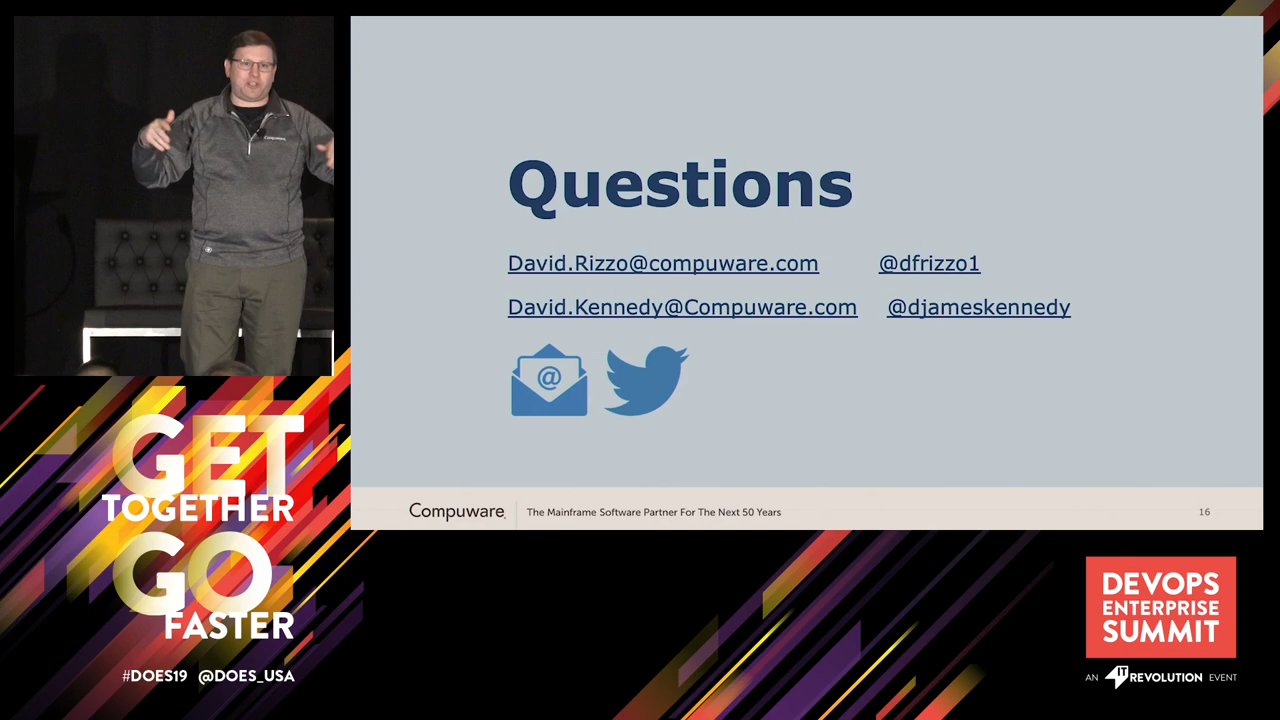 Compuware
Questions
David.Rizzo@compuware.com @dfrizzo1
David.Kennedy@Compuware.com @djameskennedy
@
Compuware
The Mainframe Software Partner For The Next 50 Years
16
GET
TOGETHER
GO
FASTER
#DOES19 @DOES_USA
DEVOPS
ENTERPRISE
SUMMIT
AN IT REVOLUTION EVENT